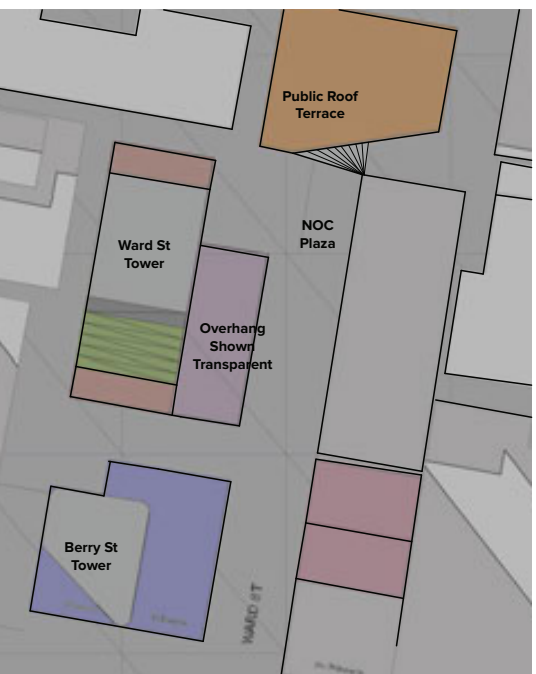 Public Roof
Terrace
NOC
Plaza
Ward St
Tower
Overhang
Shown
Transparent
Berry St
Tower
WARD ST